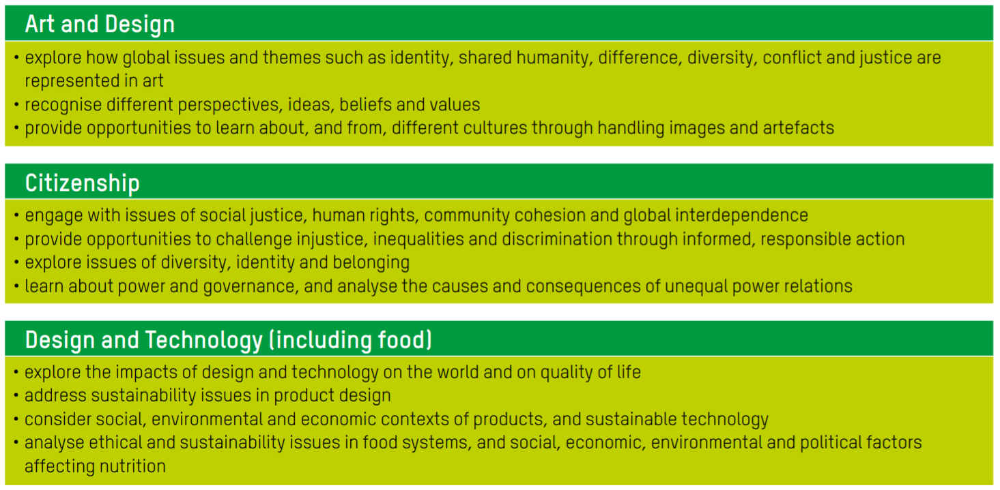 Art and Design
• explore how global issues and themes such as identity, shared humanity, difference, diversity, conflict and justice are
represented in art
• recognise different perspectives, ideas, beliefs and values
• provide opportunities to learn about, and from, different cultures through handling images and artefacts
Citizenship
• engage with issues of social justice, human rights, community cohesion and global interdependence
• provide opportunities to challenge injustice, inequalities and discrimination through informed, responsible action
• explore issues of diversity, identity and belonging
• learn about power and governance, and analyse the causes and consequences of unequal power relations
Design and Technology (including food)
• explore the impacts of design and technology on the world and on quality of life
• address sustainability issues in product design
• consider social, environmental and economic contexts of products, and sustainable technology
• analyse ethical and sustainability issues in food systems, and social, economic, environmental and political factors
affecting nutrition